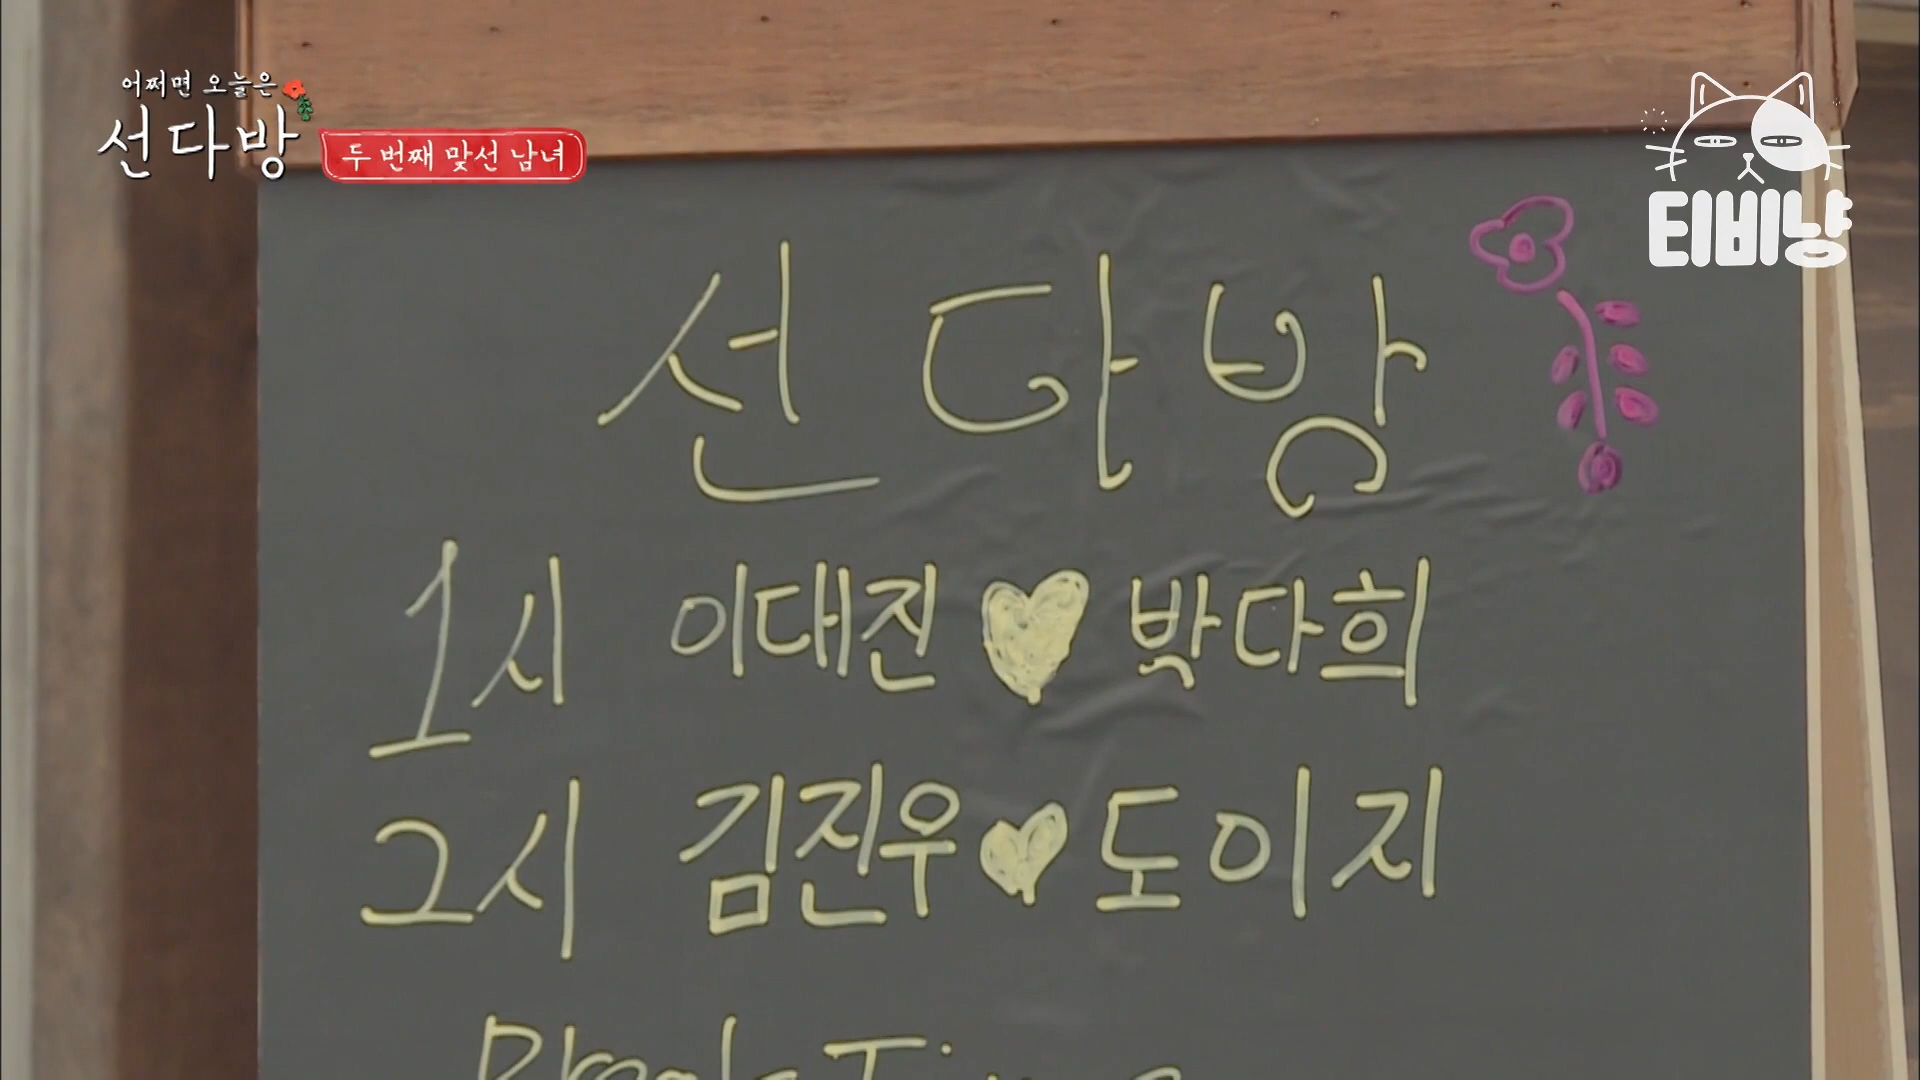 어쩌면 오늘은
선다방
두 번째 맞선 남녀
티비냥
선다방
1시 이대진 ♥ 박다희
2시 김진우 ♥ 도이지